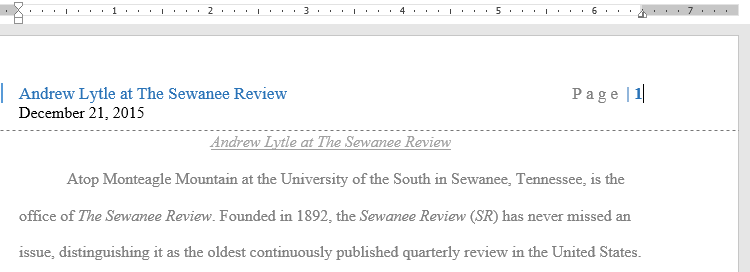 1 2 3 4 5 6 7
Andrew Lytle at The Sewanee Review Page | 1
December 21, 2015
Andrew Lytle at The Sewanee Review
Atop Monteagle Mountain at the University of the South in Sewanee, Tennessee, is the
office of The Sewanee Review. Founded in 1892, the Sewanee Review (SR) has never missed an
issue, distinguishing it as the oldest continuously published quarterly review in the United States.